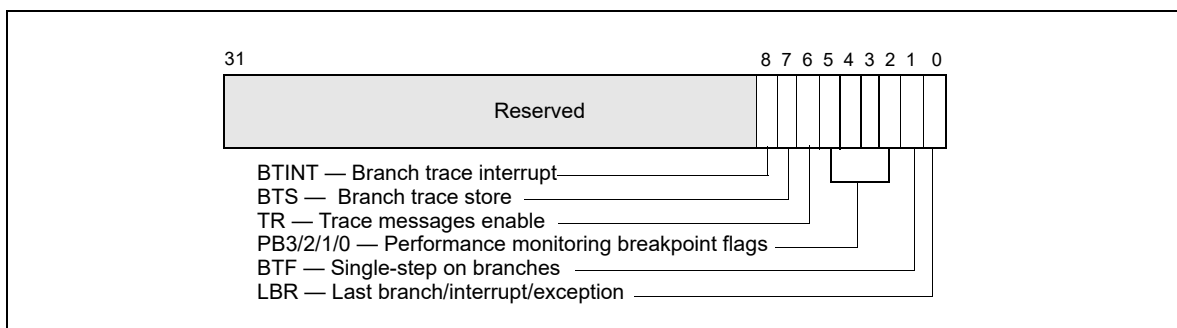 31 8 7 6 5 4 3 2 1 0
Reserved
BTINT — Branch trace interrupt
BTS — Branch trace store
TR — Trace messages enable
PB3/2/1/0 — Performance monitoring breakpoint flags
BTF — Single-step on branches
LBR — Last branch/interrupt/exception